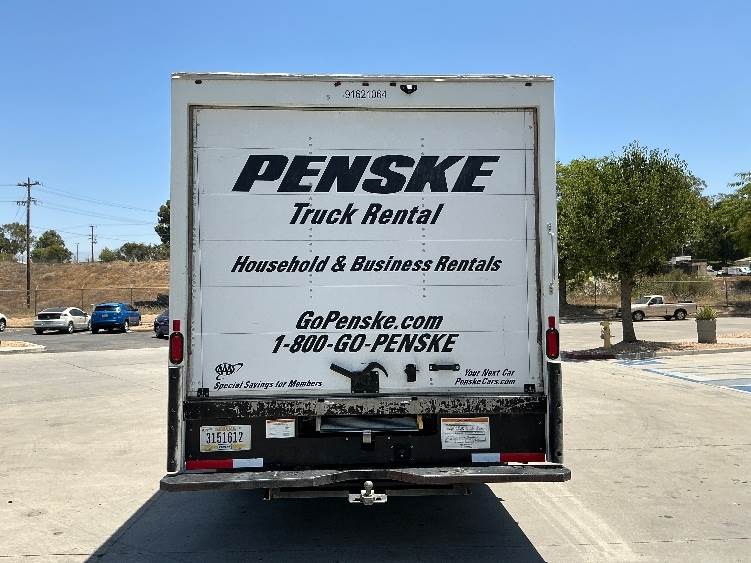 91621064
PENSKE
Truck Rental
Household & Business Rentals
GoPenske.com
1-800-GO-PENSKE
AAA
Special Savings for Members
Your Next Car
PenskeCars.com
INDIANA
3151612